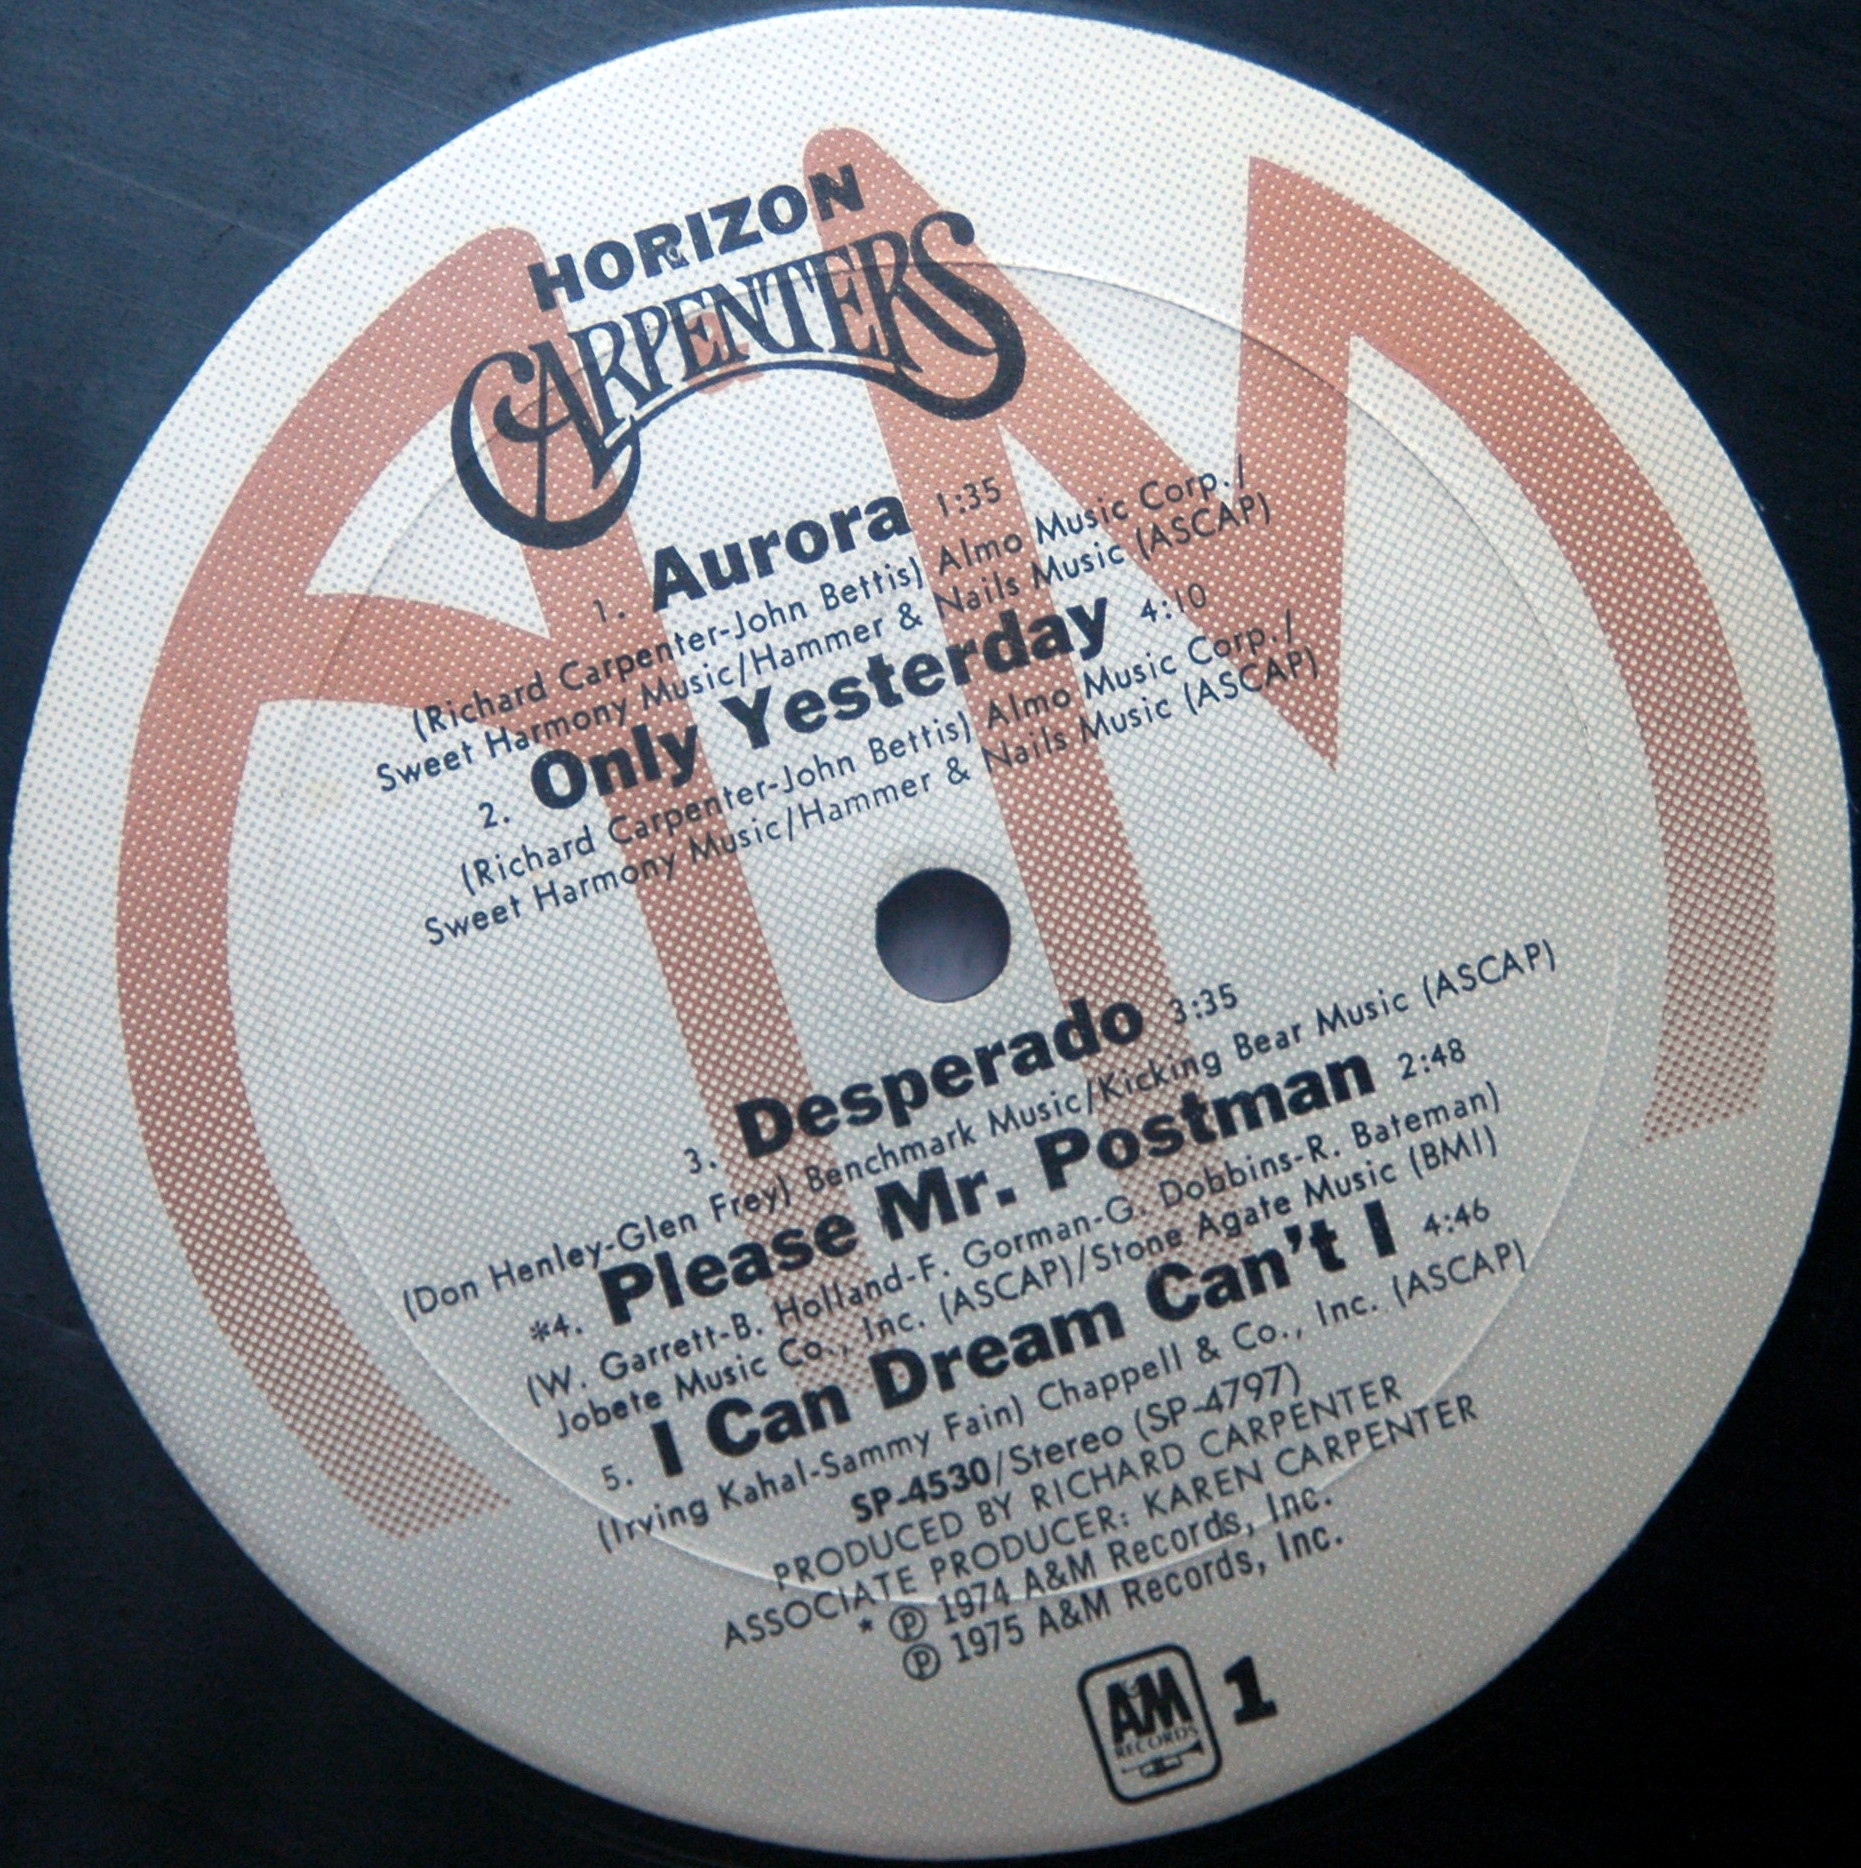 HORIZON
CARPENTERS
1. Aurora 1:35
(Richard Carpenter-John Bettis) Almo Music Corp./
Sweet Harmony Music/Hammer & Nails Music (ASCAP)
2. Only Yesterday 4:10
(Richard Carpenter-John Bettis) Almo Music Corp./
Sweet Harmony Music/Hammer & Nails Music (ASCAP)
3. Desperado 3:35
(Don Henley-Glen Frey) Benchmark Music/Kicking Bear Music (ASCAP)
*4. Please Mr. Postman 2:48
(W. Garrett-B. Holland-F. Gorman-G. Dobbins-R. Bateman)
Jobete Music Co., Inc. (ASCAP)/Stone Agate Music (BMI)
5. I Can Dream Can't I 4:46
(Irving Kahal-Sammy Fain) Chappell & Co., Inc. (ASCAP)
SP-4530/Stereo (SP-4797)
PRODUCED BY RICHARD CARPENTER
ASSOCIATE PRODUCER: KAREN CARPENTER
* ℗ 1974 A&M Records, Inc.
℗ 1975 A&M Records, Inc.
A&M RECORDS 1